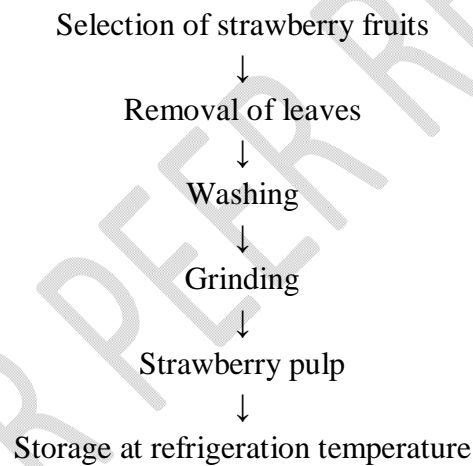 Selection of strawberry fruits
↓
Removal of leaves
↓
Washing
↓
Grinding
↓
Strawberry pulp
↓
Storage at refrigeration temperature